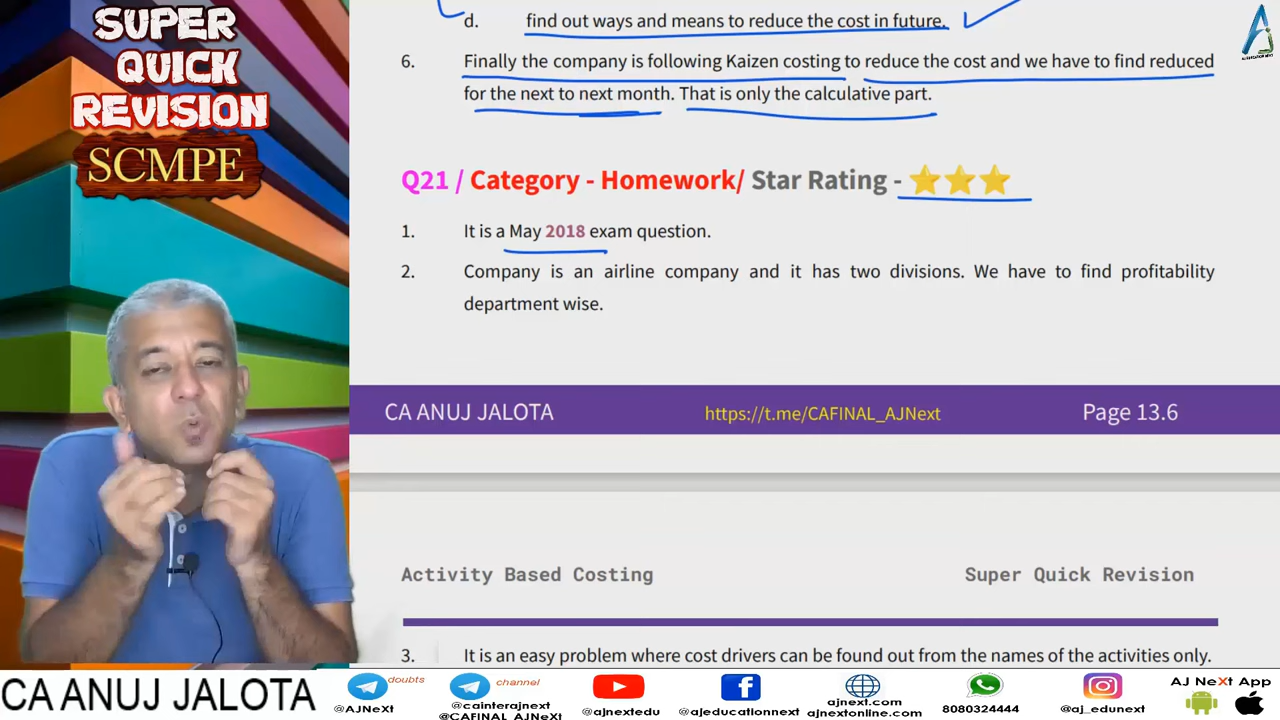 SUPER
QUICK
REVISION
SCMPE
d. find out ways and means to reduce the cost in future.
6. Finally the company is following Kaizen costing to reduce the cost and we have to find reduced
for the next to next month. That is only the calculative part.
Q21 / Category - Homework/ Star Rating - ⭐⭐⭐
1. It is a May 2018 exam question.
2. Company is an airline company and it has two divisions. We have to find profitability
department wise.
CA ANUJ JALOTA https://t.me/CAFINAL_AJNext Page 13.6
Activity Based Costing Super Quick Revision
3. It is an easy problem where cost drivers can be found out from the names of the activities only.
CA ANUJ JALOTA
doubts
@AJNeXt
channel
@cainterajnext
@CAFINAL_AJNeXt
@ajnextedu
@ajeducationnext
ajnext.com
ajnextonline.com
8080324444
@aj_edunext
AJ NeXt App